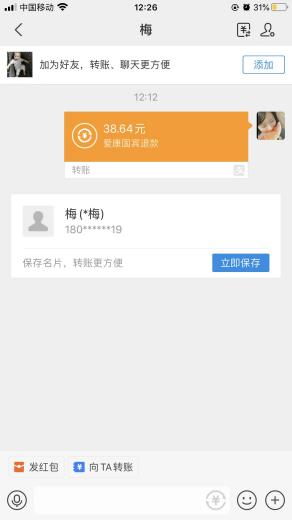 中国移动
12:26
31%
梅
加为好友，转账、聊天更方便
添加
12:12
38.64元
爱康国宾退款
转账
支
梅(*梅)
180******19
保存名片，转账更方便
立即保存
发红包
向TA转账